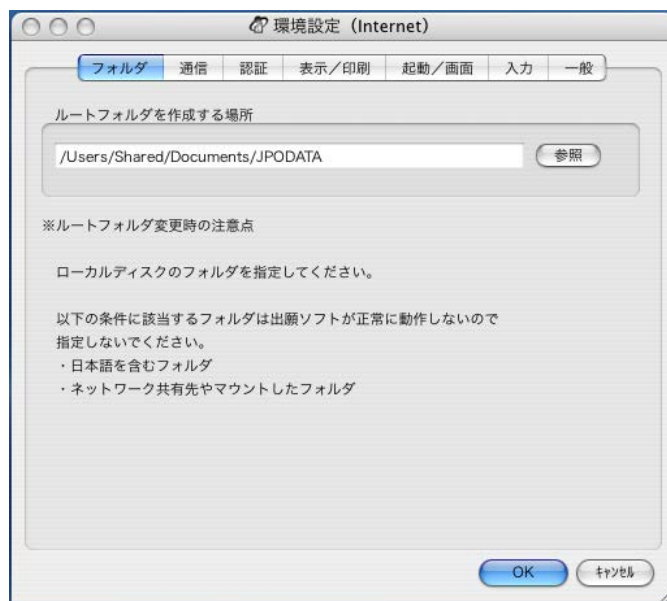 環境設定（Internet）
フォルダ 通信 認証 表示／印刷 起動／画面 入力 一般
ルートフォルダを作成する場所
/Users/Shared/Documents/JPODATA 参照
※ルートフォルダ変更時の注意点
ローカルディスクのフォルダを指定してください。
以下の条件に該当するフォルダは出願ソフトが正常に動作しないので
指定しないでください。
・日本語を含むフォルダ
・ネットワーク共有先やマウントしたフォルダ
OK ｷｬﾝｾﾙ